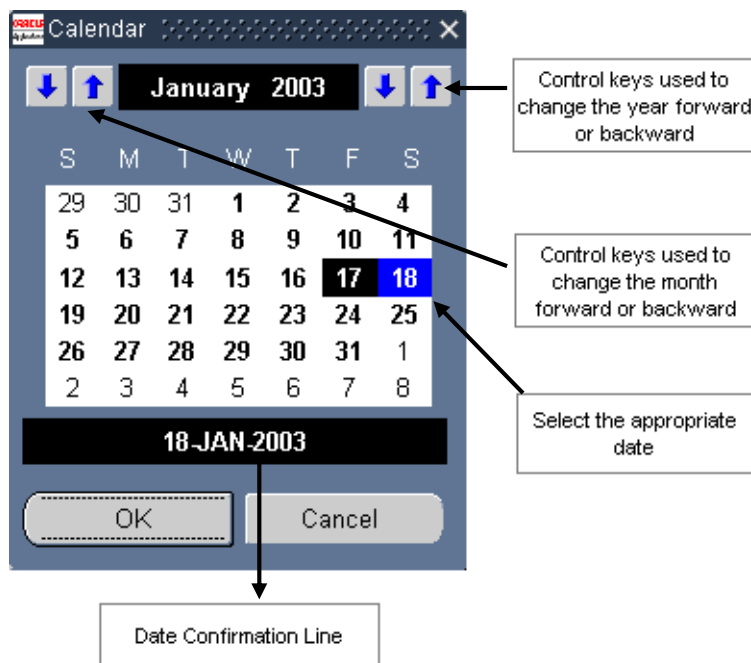 ORACLE
Applications
Calendar
January 2003
S M T W T F S
29 30 31 1 2 3 4
5 6 7 8 9 10 11
12 13 14 15 16 17 18
19 20 21 22 23 24 25
26 27 28 29 30 31 1
2 3 4 5 6 7 8
18-JAN-2003
OK Cancel
Control keys used to
change the year forward
or backward
Control keys used to
change the month
forward or backward
Select the appropriate
date
Date Confirmation Line